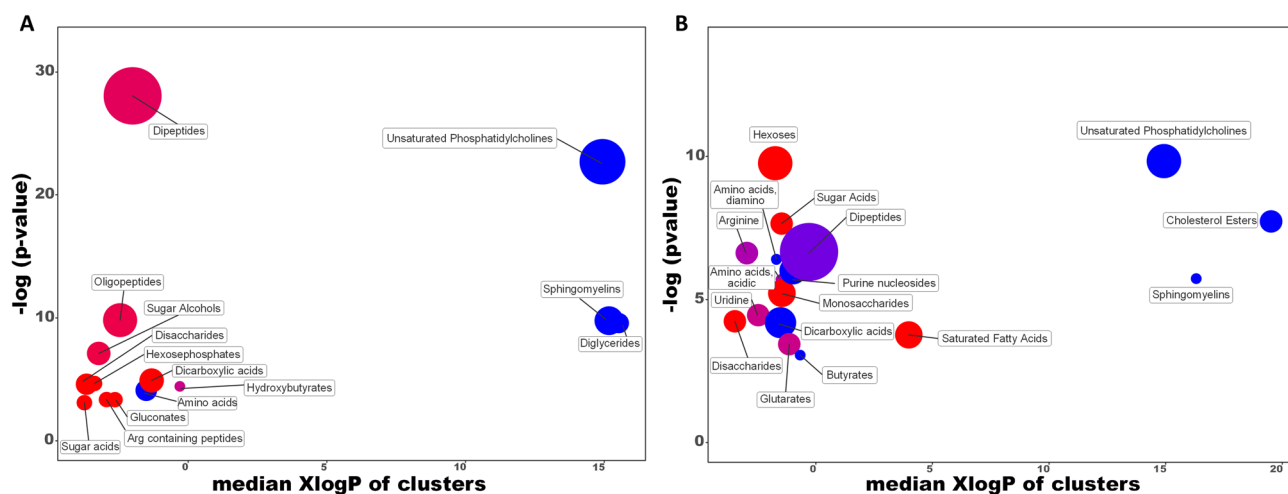 A
-log (p-value)
30
20
10
0
Dipeptides
Unsaturated Phosphatidylcholines
Oligopeptides
Sugar Alcohols
Disaccharides
Hexosephosphates
Dicarboxylic acids
Hydroxybutyrates
Amino acids
Gluconates
Arg containing peptides
Sugar acids
Sphingomyelins
Diglycerides
0
5
10
15
median XlogP of clusters
B
-log (pvalue)
10
5
0
Hexoses
Unsaturated Phosphatidylcholines
Amino acids,
diamino
Sugar Acids
Arginine
Dipeptides
Cholesterol Esters
Amino acids,
acidic
Purine nucleosides
Sphingomyelins
Uridine
Monosaccharides
Dicarboxylic acids
Saturated Fatty Acids
Disaccharides
Butyrates
Glutarates
0
5
10
15
20
median XlogP of clusters